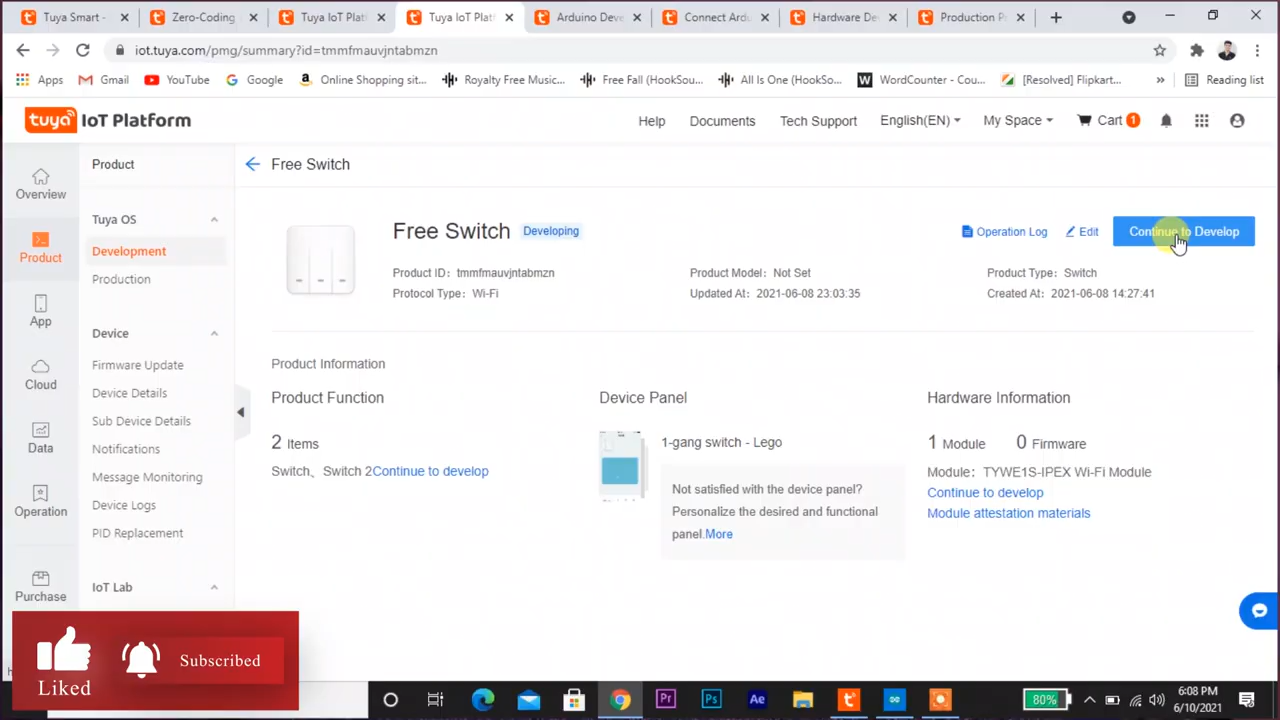 Tuya Smart -
Zero-Coding
Tuya IoT Plat
Tuya IoT Plat
Arduino Deve
Connect Ardu
Hardware De
Production P
iot.tuya.com/pmg/summary?id=tmmfmauvjntabmzn
Apps
Gmail
YouTube
Google
Online Shopping sit...
Royalty Free Music...
Free Fall (HookSou...
All Is One (HookSo...
WordCounter - Cou...
[Resolved] Flipkart...
»
Reading list
tuya IoT Platform
Help
Documents
Tech Support
English(EN)
My Space
Cart 1
Overview
Product
App
Cloud
Data
Operation
Purchase
Product
Tuya OS
Development
Production
Device
Firmware Update
Device Details
Sub Device Details
Notifications
Message Monitoring
Device Logs
PID Replacement
IoT Lab
Free Switch
Free Switch
Developing
Operation Log
Edit
Continue to Develop
Product ID: tmmfmauvjntabmzn
Product Model: Not Set
Product Type: Switch
Protocol Type: Wi-Fi
Updated At: 2021-06-08 23:03:35
Created At: 2021-06-08 14:27:41
Product Information
Product Function
2 Items
Switch、Switch 2Continue to develop
Device Panel
1-gang switch - Lego
Not satisfied with the device panel?
Personalize the desired and functional
panel.More
Hardware Information
1 Module 0 Firmware
Module: TYWE1S-IPEX Wi-Fi Module
Continue to develop
Module attestation materials
Liked
Subscribed
Pr
Ps
Ae
80%
6:08 PM
6/10/2021